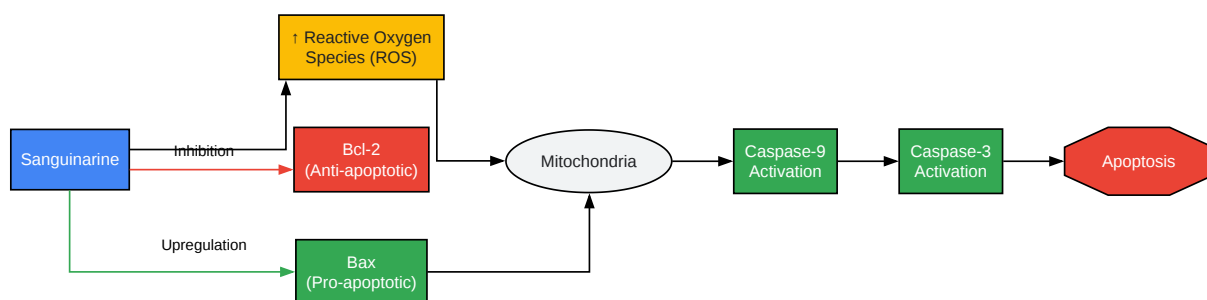 ↑ Reactive Oxygen
Species (ROS)
Sanguinarine
Inhibition
Bcl-2
(Anti-apoptotic)
Mitochondria
Caspase-9
Activation
Caspase-3
Activation
Apoptosis
Upregulation
Bax
(Pro-apoptotic)